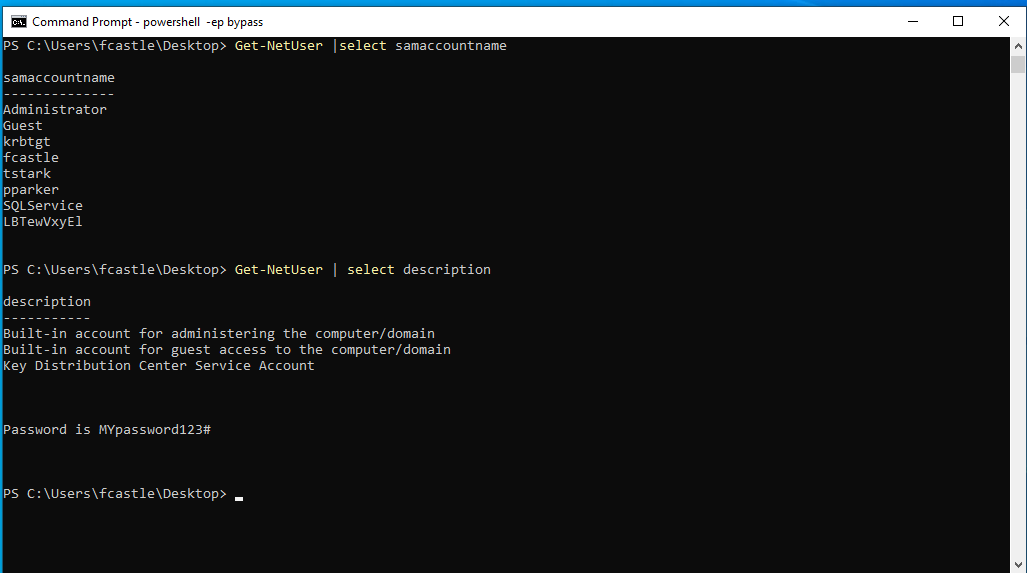 Command Prompt - powershell  -ep bypass
PS C:\Users\fcastle\Desktop> Get-NetUser |select samaccountname
samaccountname
--------------
Administrator
Guest
krbtgt
fcastle
tstark
pparker
SQLService
LBTewVxyEl
PS C:\Users\fcastle\Desktop> Get-NetUser | select description
description
-----------
Built-in account for administering the computer/domain
Built-in account for guest access to the computer/domain
Key Distribution Center Service Account
Password is MYpassword123#
PS C:\Users\fcastle\Desktop>